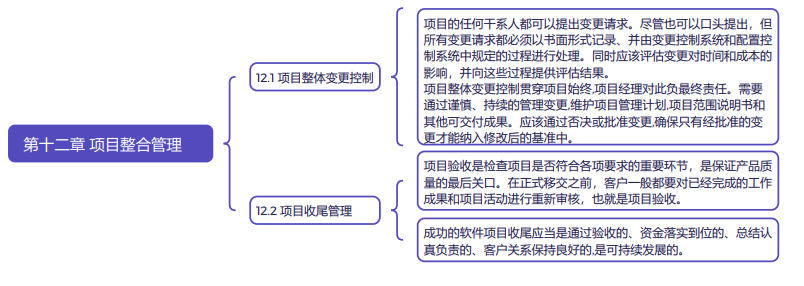 第十二章 项目整合管理
12.1 项目整体变更控制
项目的任何干系人都可以提出变更请求。尽管也可以口头提出，但
所有变更请求都必须以书面形式记录、并由变更控制系统和配置控
制系统中规定的过程进行处理。同时应该评估变更对时间和成本的
影响，并向这些过程提供评估结果。
项目整体变更控制贯穿项目始终,项目经理对此负最终责任。需要
通过谨慎、持续的管理变更,维护项目管理计划,项目范围说明书和
其他可交付成果。应该通过否决或批准变更,确保只有经批准的变
更才能纳入修改后的基准中。
12.2 项目收尾管理
项目验收是检查项目是否符合各项要求的重要环节，是保证产品质
量的最后关口。在正式移交之前，客户一般都要对已经完成的工作
成果和项目活动进行重新审核，也就是项目验收。
成功的软件项目收尾应当是通过验收的、资金落实到位的、总结认
真负责的、客户关系保持良好的,是可持续发展的。